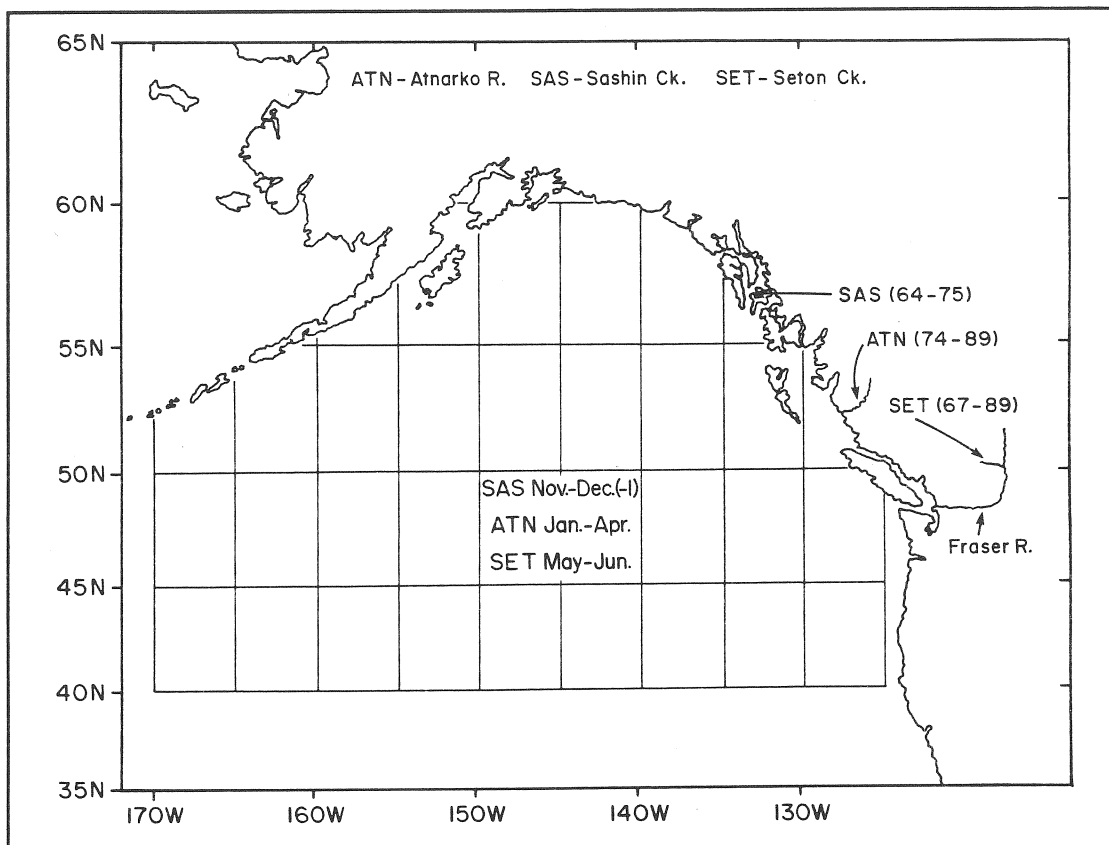 65N
ATN-Atnarko R. SAS-Sashin Ck. SET-Seton Ck.
60N
SAS (64-75)
55N
ATN (74-89)
SET (67-89)
50N
SAS Nov.-Dec.(-1)
ATN Jan.-Apr.
Fraser R.
SET May-Jun.
45N
40N
35N
170W 160W 150W 140W 130W